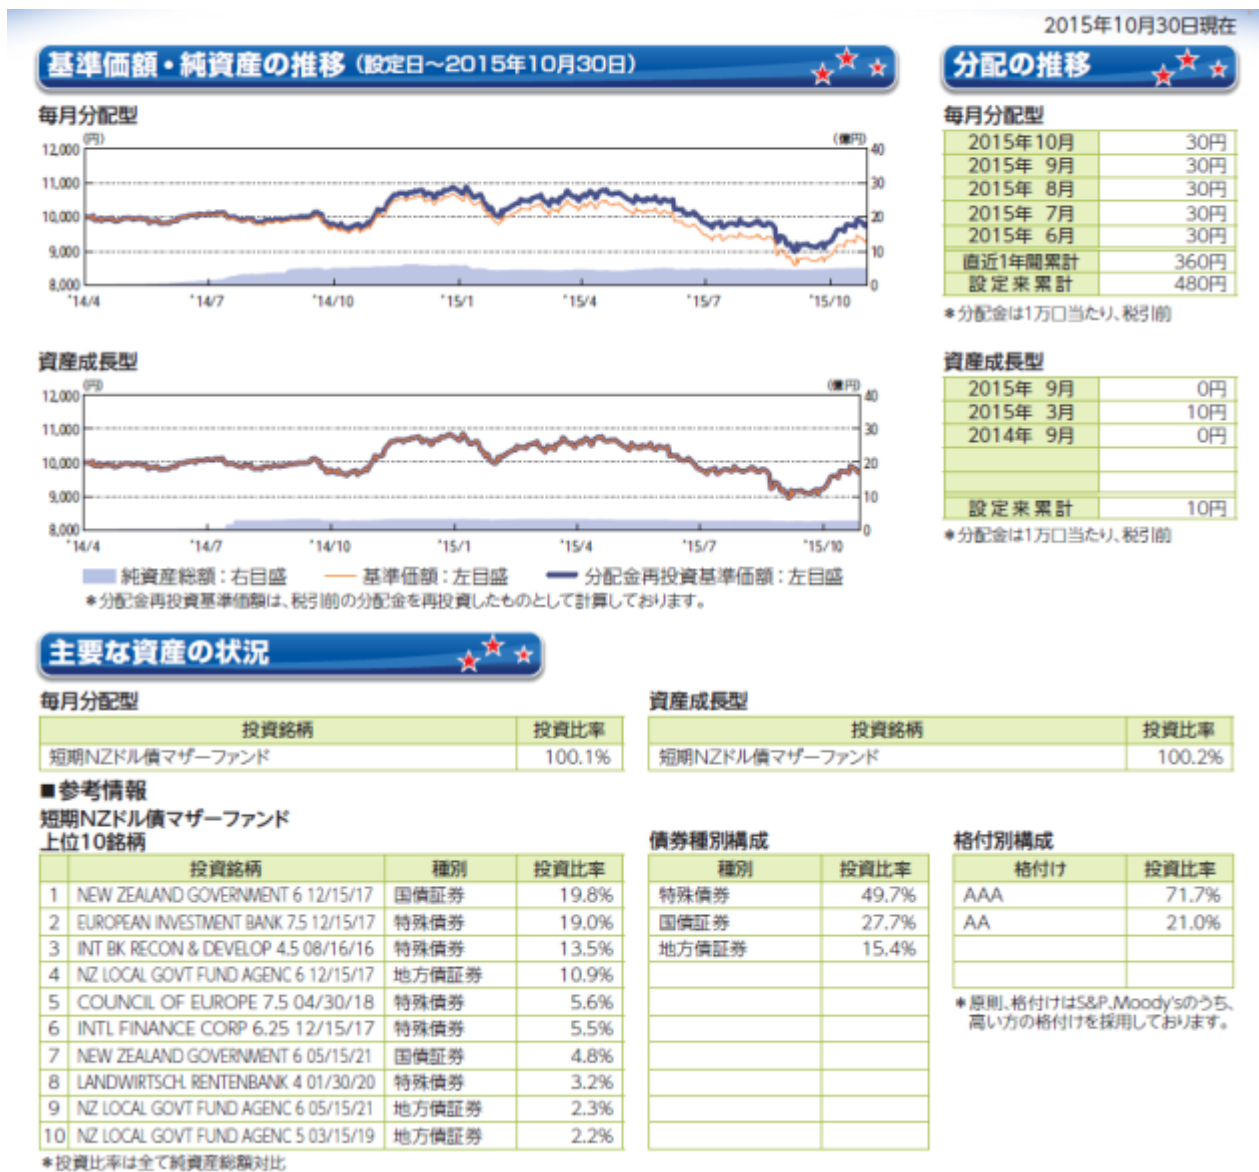 2015年10月30日現在
基準価額・純資産の推移（設定日～2015年10月30日）
毎月分配型
(円)
(億円)
12,000
11,000
10,000
9,000
8,000
40
30
20
10
0
'14/4 '14/7 '14/10 '15/1 '15/4 '15/7 '15/10
資産成長型
(円)
(億円)
12,000
11,000
10,000
9,000
8,000
40
30
20
10
0
'14/4 '14/7 '14/10 '15/1 '15/4 '15/7 '15/10
純資産総額：右目盛 基準価額：左目盛 分配金再投資基準価額：左目盛
＊分配金再投資基準価額は、税引前の分配金を再投資したものとして計算しております。
分配の推移
毎月分配型
2015年10月 30円
2015年 9月 30円
2015年 8月 30円
2015年 7月 30円
2015年 6月 30円
直近1年間累計 360円
設定来累計 480円
＊分配金は1万口当たり、税引前
資産成長型
2015年 9月 0円
2015年 3月 10円
2014年 9月 0円
設定来累計 10円
＊分配金は1万口当たり、税引前
主要な資産の状況
毎月分配型
投資銘柄 投資比率
短期NZドル債マザーファンド 100.1%
資産成長型
投資銘柄 投資比率
短期NZドル債マザーファンド 100.2%
■参考情報
短期NZドル債マザーファンド
上位10銘柄
投資銘柄 種別 投資比率
1 NEW ZEALAND GOVERNMENT 6 12/15/17 国債証券 19.8%
2 EUROPEAN INVESTMENT BANK 7.5 12/15/17 特殊債券 19.0%
3 INT BK RECON & DEVELOP 4.5 08/16/16 特殊債券 13.5%
4 NZ LOCAL GOVT FUND AGENC 6 12/15/17 地方債証券 10.9%
5 COUNCIL OF EUROPE 7.5 04/30/18 特殊債券 5.6%
6 INTL FINANCE CORP 6.25 12/15/17 特殊債券 5.5%
7 NEW ZEALAND GOVERNMENT 6 05/15/21 国債証券 4.8%
8 LANDWIRTSCH. RENTENBANK 4 01/30/20 特殊債券 3.2%
9 NZ LOCAL GOVT FUND AGENC 6 05/15/21 地方債証券 2.3%
10 NZ LOCAL GOVT FUND AGENC 5 03/15/19 地方債証券 2.2%
＊投資比率は全て純資産総額対比
債券種別構成
種別 投資比率
特殊債券 49.7%
国債証券 27.7%
地方債証券 15.4%
格付別構成
格付け 投資比率
AAA 71.7%
AA 21.0%
＊原則、格付けはS&P、Moody'sのうち、
高い方の格付けを採用しております。